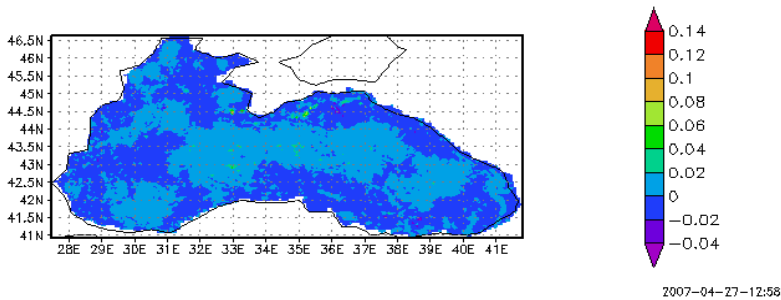 46.5N
46N
45.5N
45N
44.5N
44N
43.5N
43N
42.5N
42N
41.5N
41N
28E 29E 30E 31E 32E 33E 34E 35E 36E 37E 38E 39E 40E 41E
0.14
0.12
0.1
0.08
0.06
0.04
0.02
0
-0.02
-0.04
2007-04-27-12:58